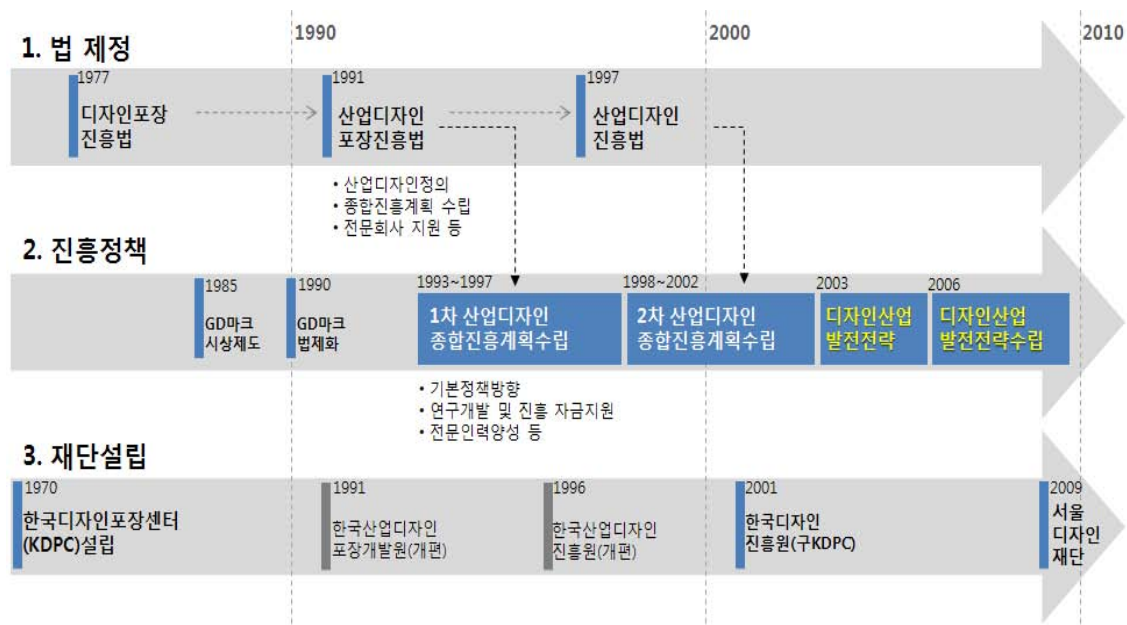 1990
2000
2010
1. 법 제정
1977
디자인포장
진흥법
1991
산업디자인
포장진흥법
1997
산업디자인
진흥법
• 산업디자인정의
• 종합진흥계획 수립
• 전문회사 지원 등
2. 진흥정책
1985
GD마크
시상제도
1990
GD마크
법제화
1993~1997
1차 산업디자인
종합진흥계획수립
1998~2002
2차 산업디자인
종합진흥계획수립
2003
디자인산업
발전전략
2006
디자인산업
발전전략수립
• 기본정책방향
• 연구개발 및 진흥 자금지원
• 전문인력양성 등
3. 재단설립
1970
한국디자인포장센터
(KDPC)설립
1991
한국산업디자인
포장개발원(개편)
1996
한국산업디자인
진흥원(개편)
2001
한국디자인
진흥원(구KDPC)
2009
서울
디자인
재단